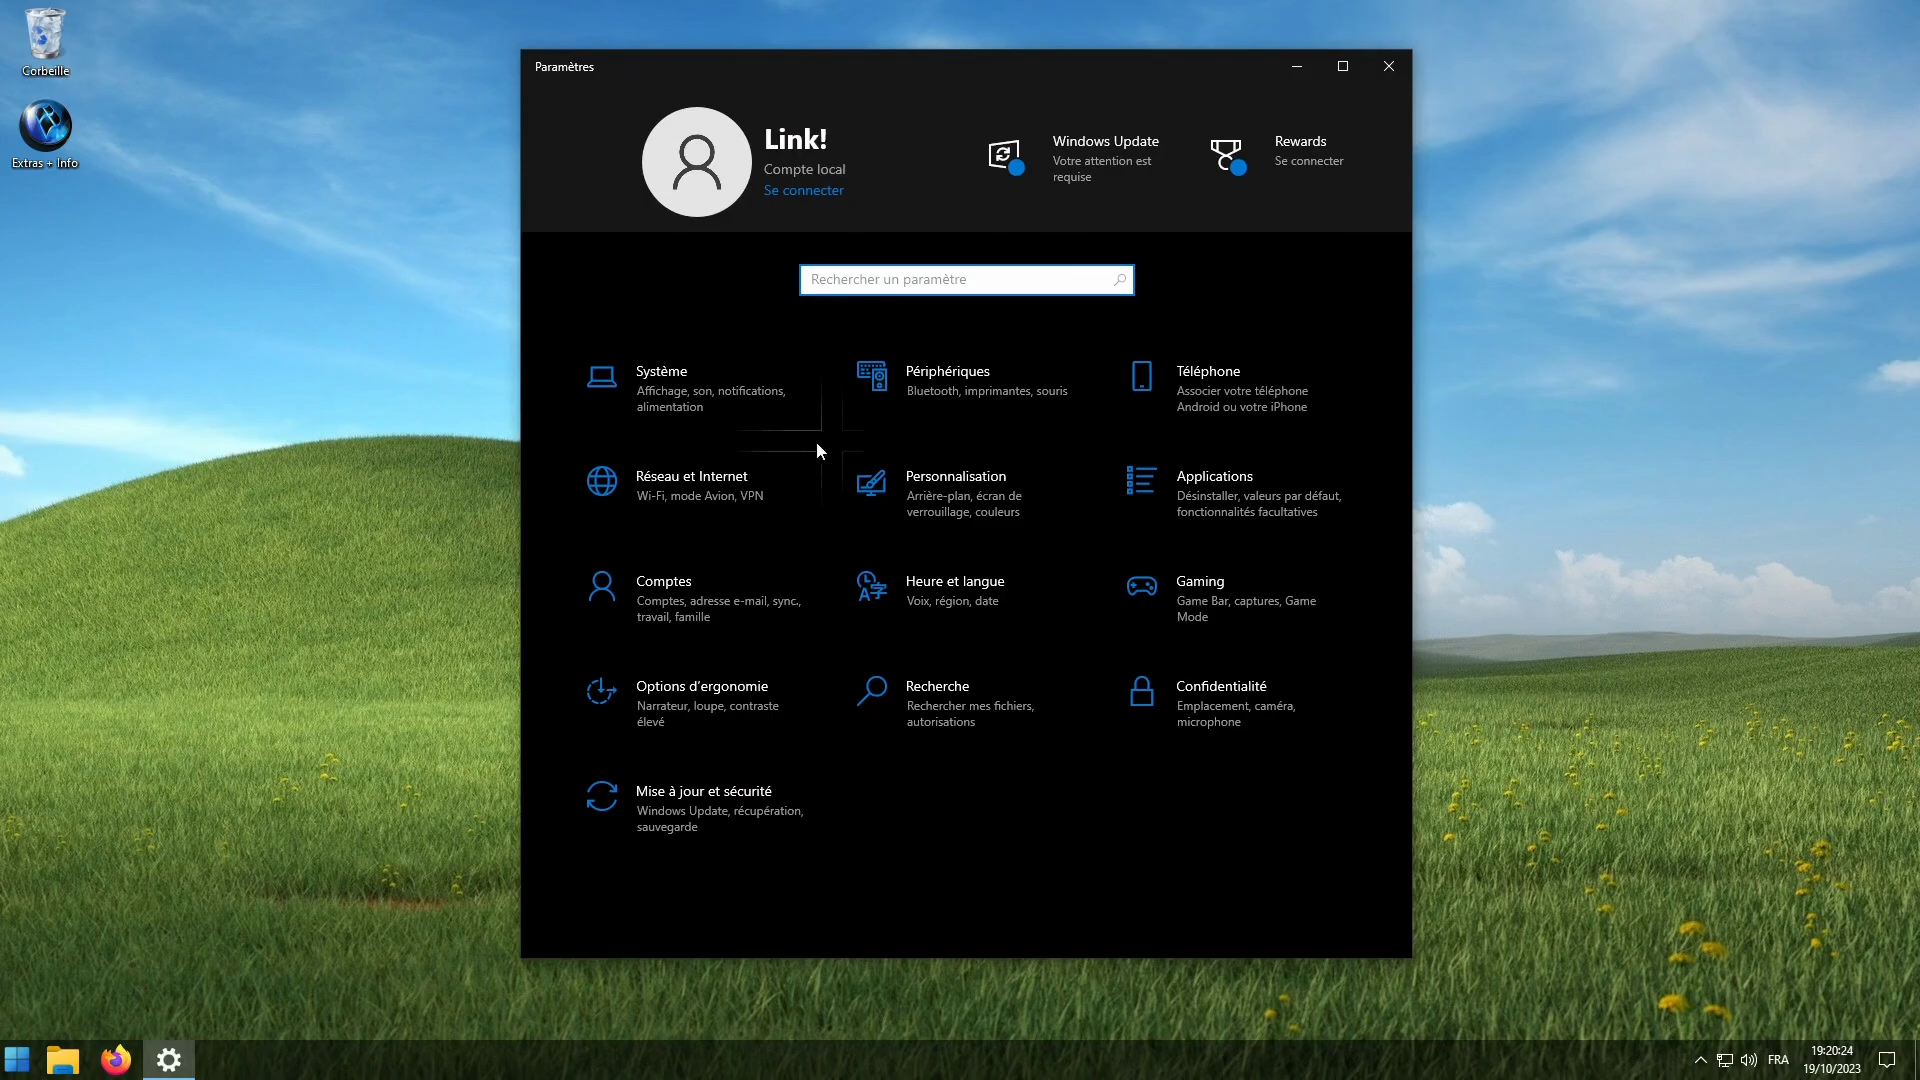 Corbeille
Extras + Info
Paramètres
Link!
Compte local
Se connecter
Windows Update
Votre attention est
requise
Rewards
Se connecter
Rechercher un paramètre
Système
Affichage, son, notifications,
alimentation
Périphériques
Bluetooth, imprimantes, souris
Téléphone
Associer votre téléphone
Android ou votre iPhone
Réseau et Internet
Wi-Fi, mode Avion, VPN
Personnalisation
Arrière-plan, écran de
verrouillage, couleurs
Applications
Désinstaller, valeurs par défaut,
fonctionnalités facultatives
Comptes
Comptes, adresse e-mail, sync.,
travail, famille
Heure et langue
Voix, région, date
Gaming
Game Bar, captures, Game
Mode
Options d’ergonomie
Narrateur, loupe, contraste
élevé
Recherche
Rechercher mes fichiers,
autorisations
Confidentialité
Emplacement, caméra,
microphone
Mise à jour et sécurité
Windows Update, récupération,
sauvegarde
FRA
19:20:24
19/10/2023